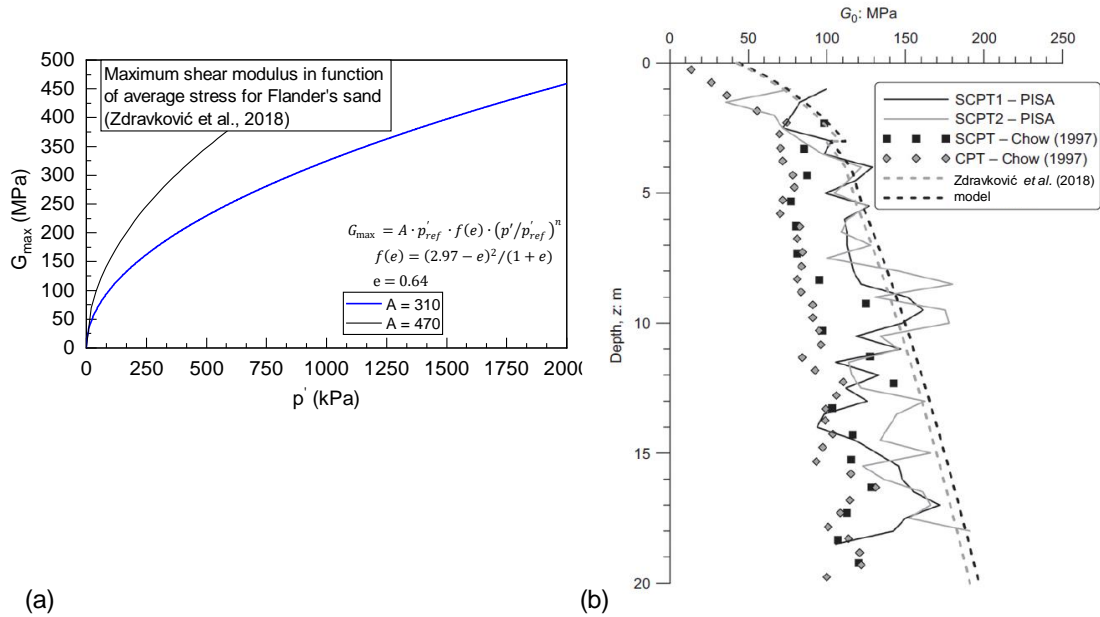 Maximum shear modulus in function
of average stress for Flander's sand
(Zdravković et al., 2018)
500
450
400
350
300
250
200
150
100
50
0
G_max (MPa)
G_max = A · p'_ref · f(e) · (p'/p'_ref)^n
f(e) = (2.97 − e)^2/(1 + e)
e = 0.64
A = 310
A = 470
0 250 500 750 1000 1250 1500 1750 2000
p' (kPa)
(a)
G_0: MPa
0 50 100 150 200 250
0
5
10
15
20
Depth, z: m
SCPT1 – PISA
SCPT2 – PISA
SCPT – Chow (1997)
CPT – Chow (1997)
Zdravković et al. (2018)
model
(b)